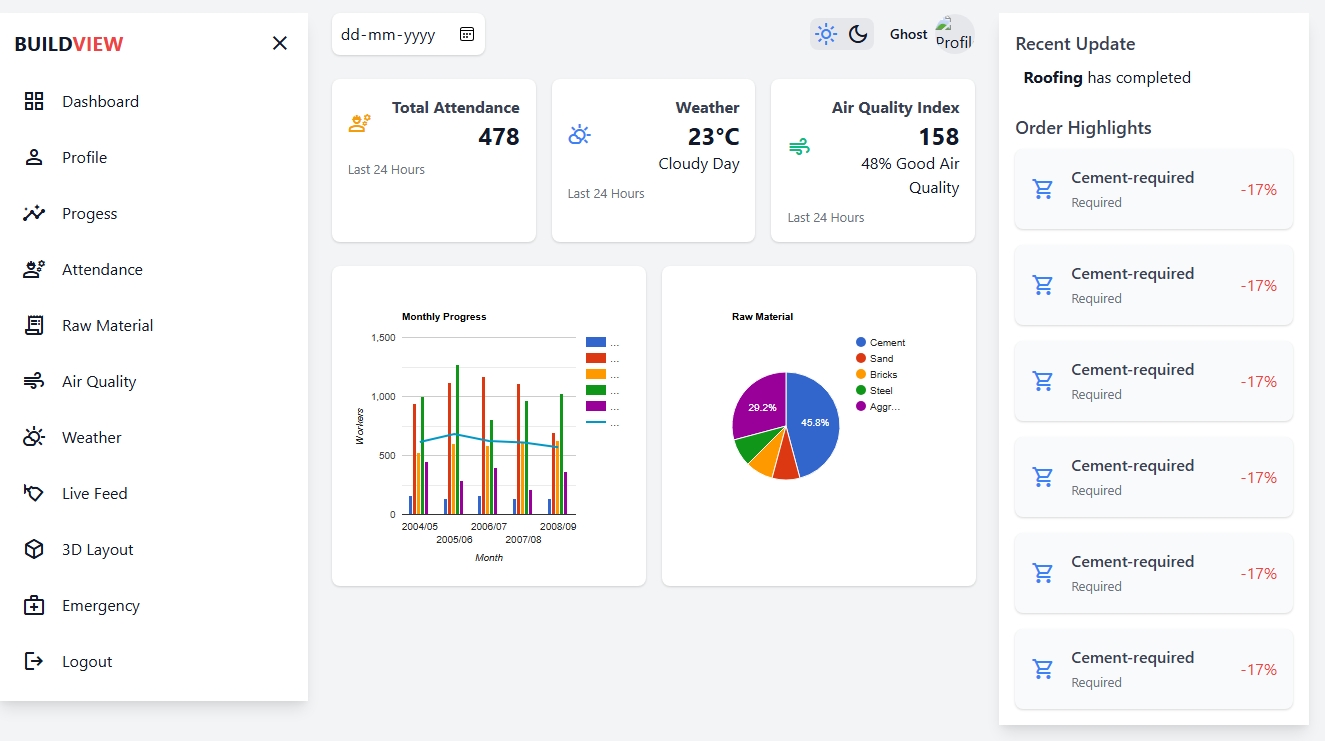 BUILDVIEW
Dashboard
Profile
Progess
Attendance
Raw Material
Air Quality
Weather
Live Feed
3D Layout
Emergency
Logout
dd-mm-yyyy
Ghost
Profil
Total Attendance
478
Last 24 Hours
Weather
23°C
Cloudy Day
Last 24 Hours
Air Quality Index
158
48% Good Air
Quality
Last 24 Hours
Monthly Progress
1,500
1,000
500
0
Workers
2004/05
2005/06
2006/07
2007/08
2008/09
Month
...
...
...
...
...
...
Raw Material
29.2%
45.8%
Cement
Sand
Bricks
Steel
Aggr...
Recent Update
Roofing has completed
Order Highlights
Cement-required
Required
-17%
Cement-required
Required
-17%
Cement-required
Required
-17%
Cement-required
Required
-17%
Cement-required
Required
-17%
Cement-required
Required
-17%